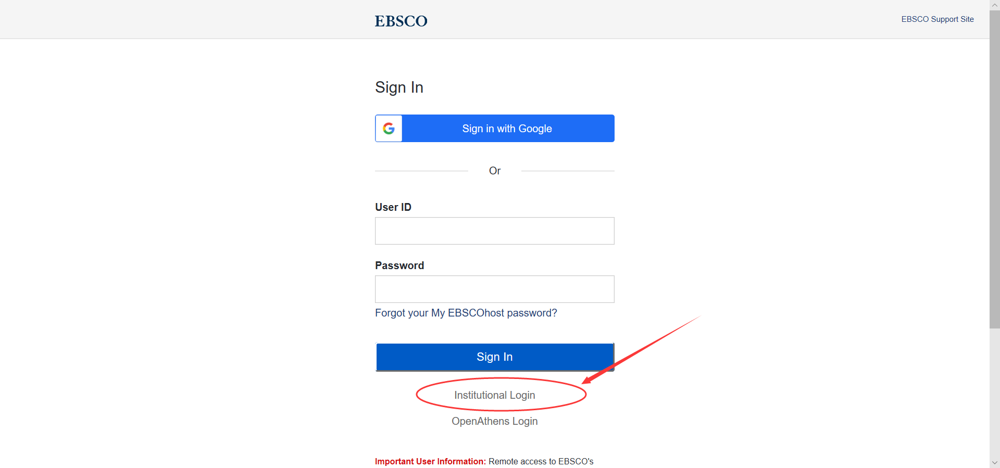 EBSCO
EBSCO Support Site
Sign In
Sign in with Google
Or
User ID
Password
Forgot your My EBSCOhost password?
Sign In
Institutional Login
OpenAthens Login
Important User Information: Remote access to EBSCO's